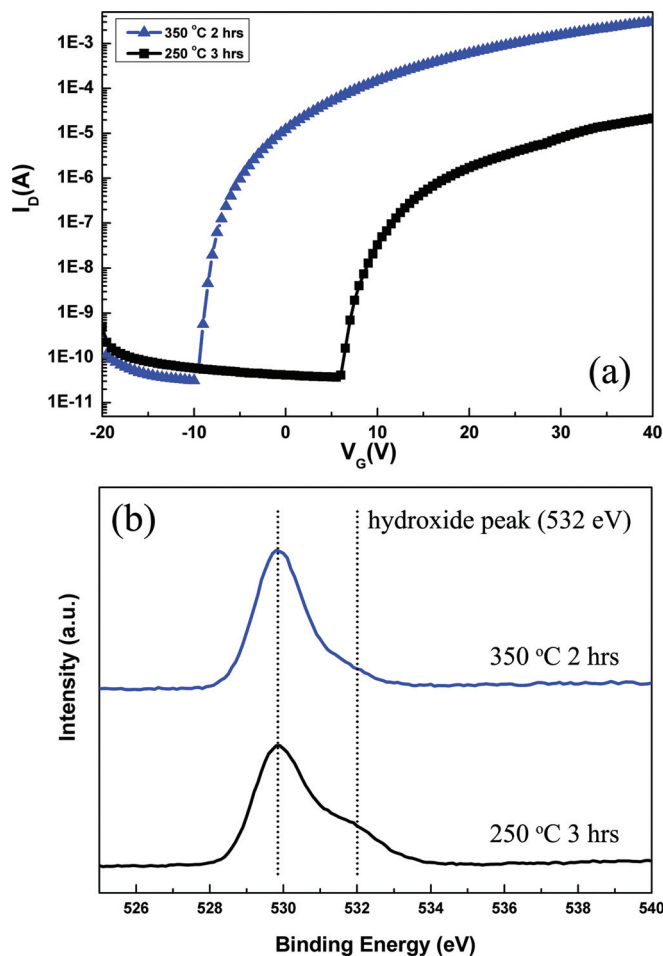 350 °C 2 hrs
250 °C 3 hrs
1E-3
1E-4
1E-5
1E-6
1E-7
1E-8
1E-9
1E-10
1E-11
I_D(A)
(a)
-20 -10 0 10 20 30 40
V_G(V)
(b)
hydroxide peak (532 eV)
350 °C 2 hrs
250 °C 3 hrs
Intensity (a.u.)
526 528 530 532 534 536 538 540
Binding Energy (eV)